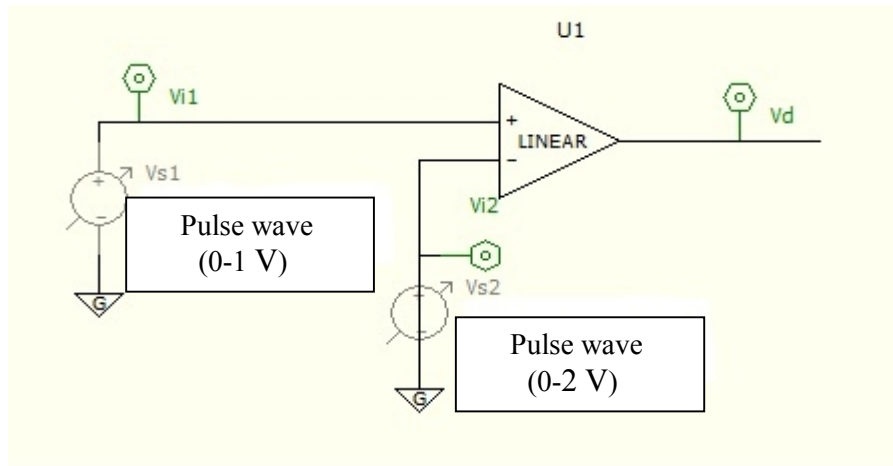 U1
Vi1
Vd
+
LINEAR
−
Vs1
+
−
Pulse wave
(0-1 V)
Vi2
G
Vs2
+
−
Pulse wave
(0-2 V)
G